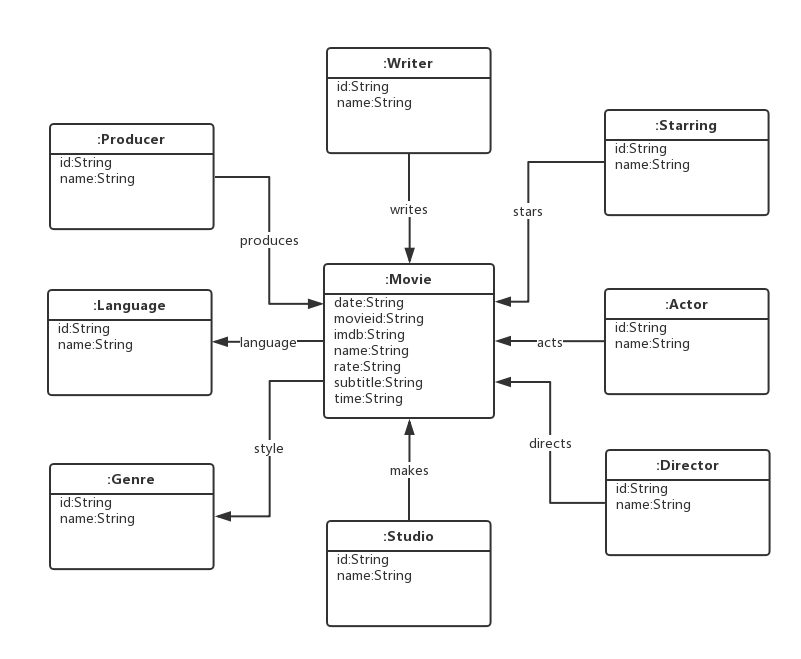 :Writer
id:String
name:String
:Producer
id:String
name:String
:Starring
id:String
name:String
writes
stars
produces
:Movie
date:String
movieid:String
imdb:String
name:String
rate:String
subtitle:String
time:String
:Language
id:String
name:String
language
:Actor
id:String
name:String
acts
style
directs
:Genre
id:String
name:String
makes
:Director
id:String
name:String
:Studio
id:String
name:String